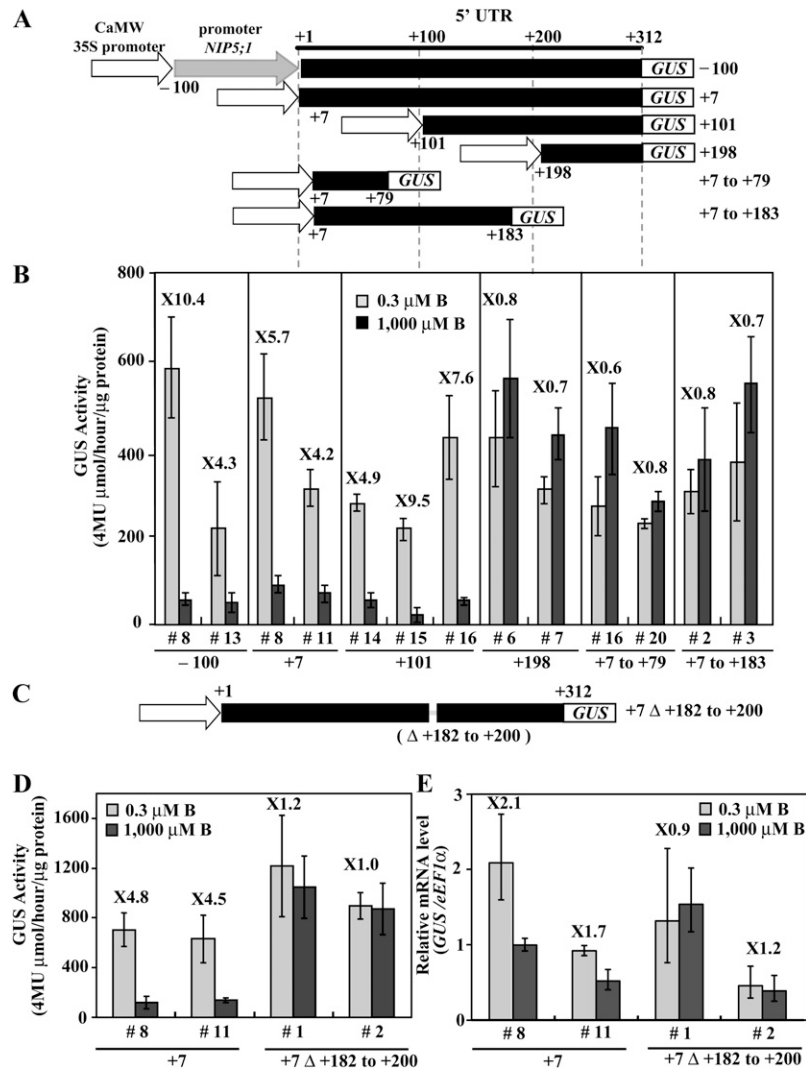 A
CaMW
35S promoter
promoter
NIP5;1
5' UTR
+1 +100 +200 +312
GUS −100
−100
GUS +7
+7
GUS +101
+101
GUS +198
+198
GUS +7 to +79
+7 +79
GUS +7 to +183
+7 +183
B
GUS Activity
(4MU μmol/hour/μg protein)
800
600
400
200
0
0.3 μM B
1,000 μM B
X10.4 X4.3 X5.7 X4.2 X4.9 X9.5 X7.6 X0.8 X0.7 X0.6 X0.8 X0.8 X0.7
# 8 # 13 # 8 # 11 # 14 # 15 # 16 # 6 # 7 # 16 # 20 # 2 # 3
− 100 +7 +101 +198 +7 to +79 +7 to +183
C
+1 +312
GUS +7 Δ +182 to +200
( Δ +182 to +200 )
D
GUS Activity
(4MU μmol/hour/μg protein)
1600
1200
800
400
0
0.3 μM B
1,000 μM B
X4.8 X4.5 X1.2 X1.0
# 8 # 11 # 1 # 2
+7 +7 Δ +182 to +200
E
Relative mRNA level
(GUS /eEF1α)
3
2
1
0
0.3 μM B
1,000 μM B
X2.1 X1.7 X0.9 X1.2
# 8 # 11 # 1 # 2
+7 +7 Δ +182 to +200